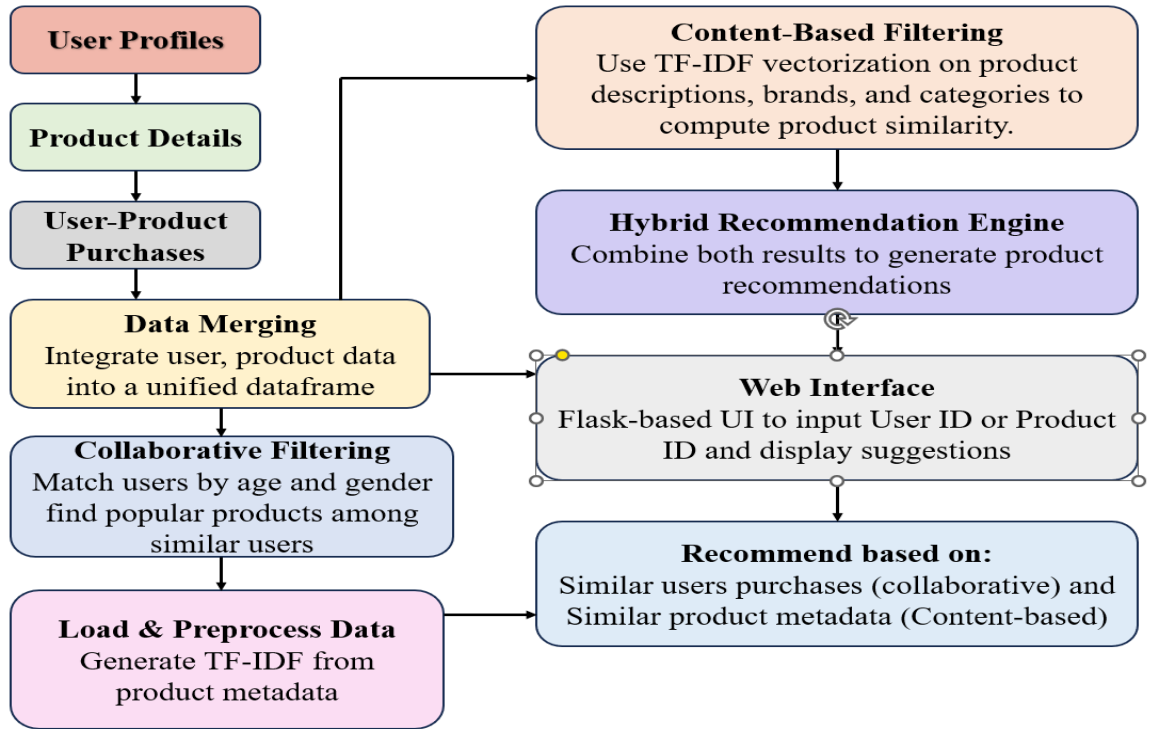 User Profiles
Product Details
User-Product
Purchases
Data Merging
Integrate user, product data
into a unified dataframe
Collaborative Filtering
Match users by age and gender
find popular products among
similar users
Load & Preprocess Data
Generate TF-IDF from
product metadata
Content-Based Filtering
Use TF-IDF vectorization on product
descriptions, brands, and categories to
compute product similarity.
Hybrid Recommendation Engine
Combine both results to generate product
recommendations
Web Interface
Flask-based UI to input User ID or Product
ID and display suggestions
Recommend based on:
Similar users purchases (collaborative) and
Similar product metadata (Content-based)